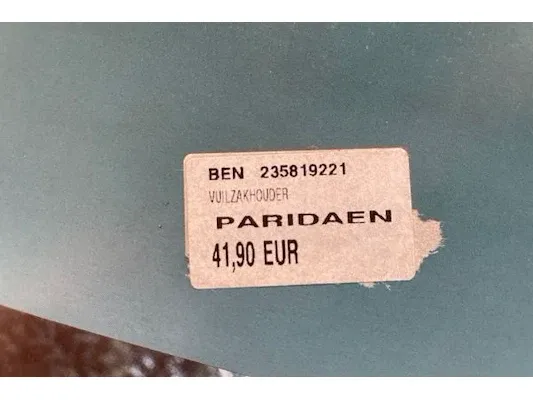 BEN 235819221
VUILZAKHOUDER
PARIDAEN
41,90 EUR